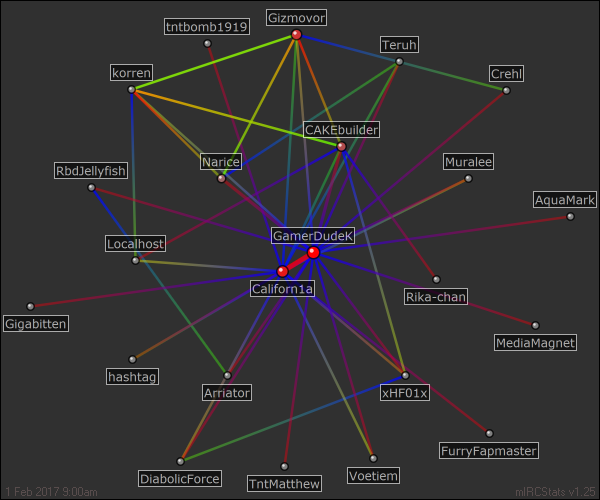 tntbomb1919
Gizmovor
Teruh
korren
Crehl
CAKEbuilder
Narice
Muralee
RbdJellyfish
AquaMark
GamerDudeK
Localhost
Californ1a
Rika-chan
Gigabitten
MediaMagnet
hashtag
Arriator
xHF01x
FurryFapmaster
DiabolicForce
TntMatthew
Voetiem
1 Feb 2017 9:00am
mIRCStats v1.25